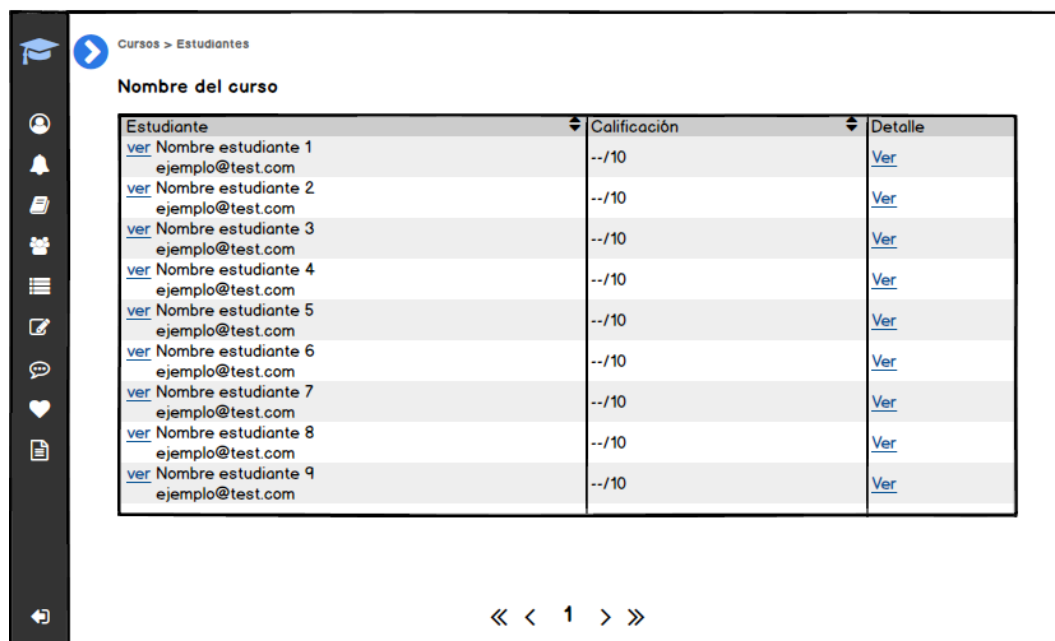 Cursos > Estudiantes
Nombre del curso
Estudiante Calificación Detalle
ver Nombre estudiante 1
ejemplo@test.com
--/10 Ver
ver Nombre estudiante 2
ejemplo@test.com
--/10 Ver
ver Nombre estudiante 3
ejemplo@test.com
--/10 Ver
ver Nombre estudiante 4
ejemplo@test.com
--/10 Ver
ver Nombre estudiante 5
ejemplo@test.com
--/10 Ver
ver Nombre estudiante 6
ejemplo@test.com
--/10 Ver
ver Nombre estudiante 7
ejemplo@test.com
--/10 Ver
ver Nombre estudiante 8
ejemplo@test.com
--/10 Ver
ver Nombre estudiante 9
ejemplo@test.com
--/10 Ver
« < 1 > »